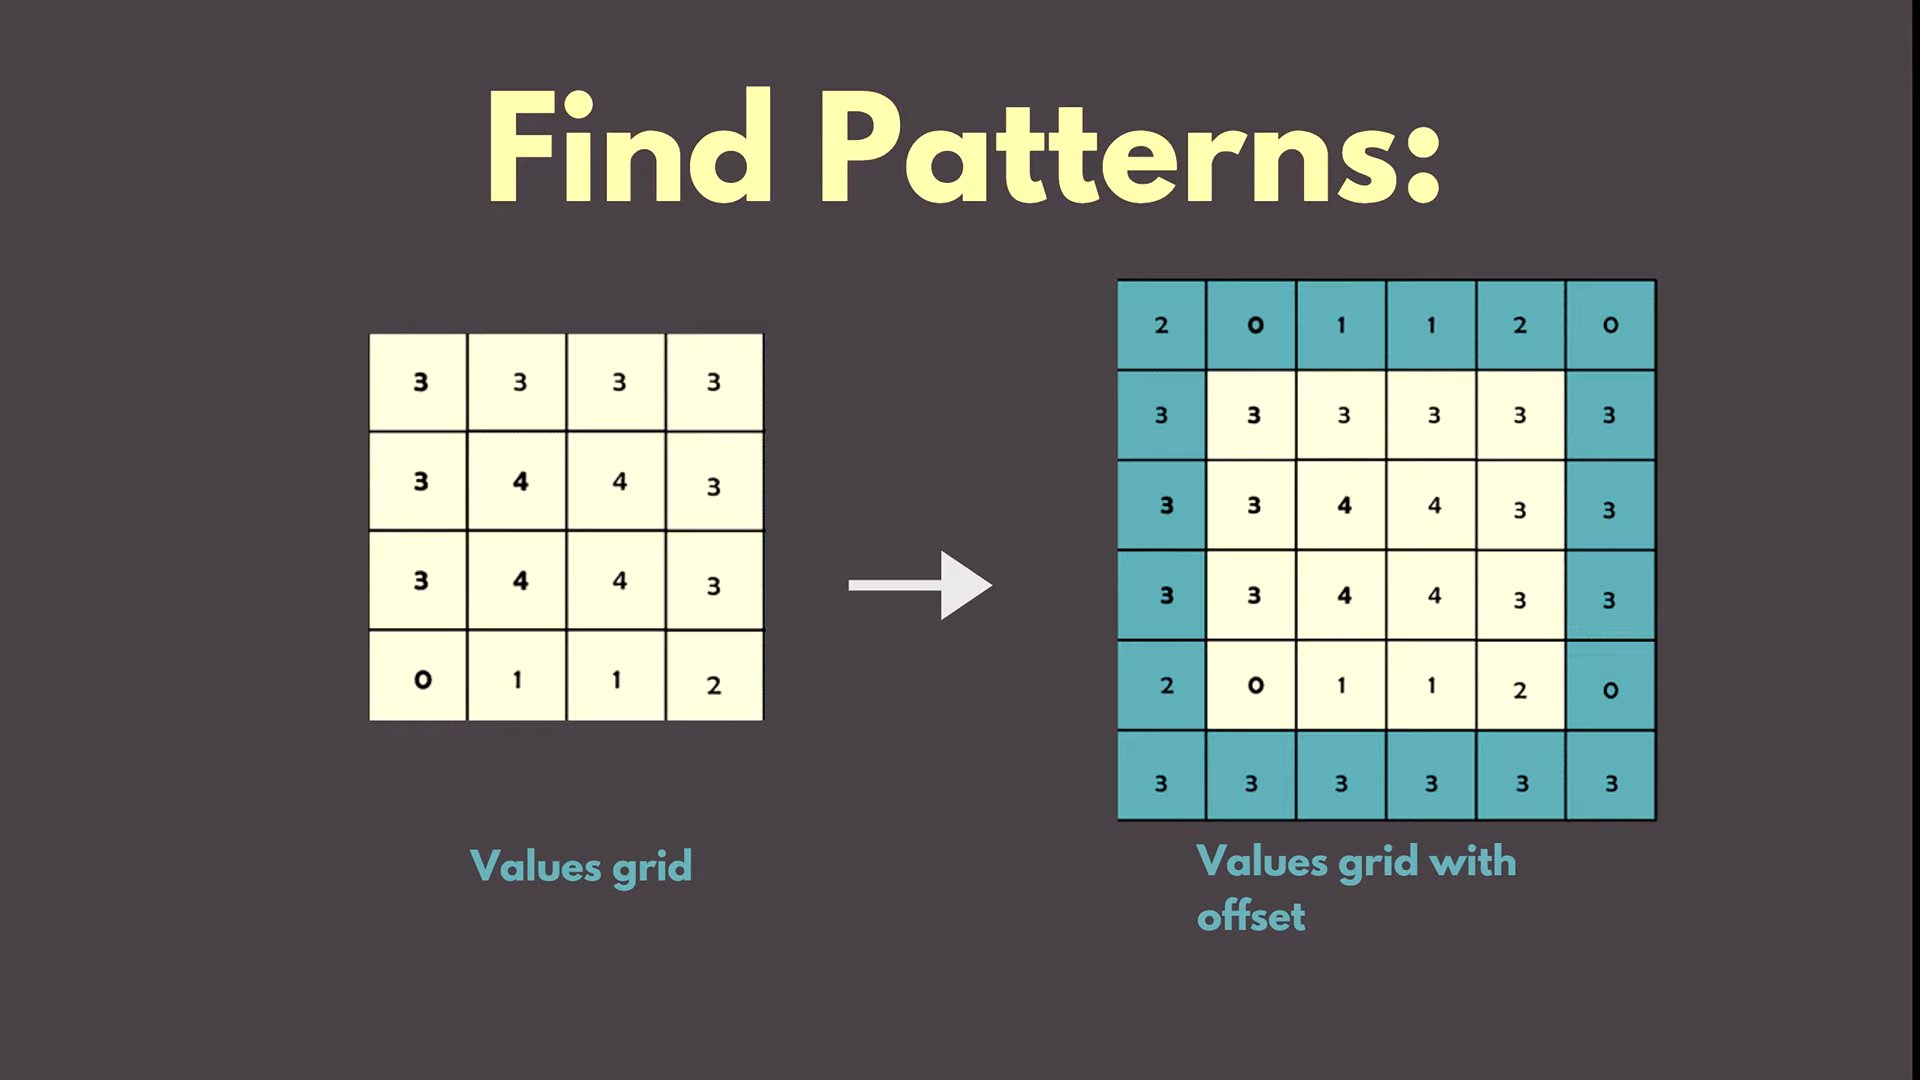 Find Patterns:
3 3 3 3
3 4 4 3
3 4 4 3
0 1 1 2
Values grid
2 0 1 1 2 0
3 3 3 3 3 3
3 3 4 4 3 3
3 3 4 4 3 3
2 0 1 1 2 0
3 3 3 3 3 3
Values grid with
offset